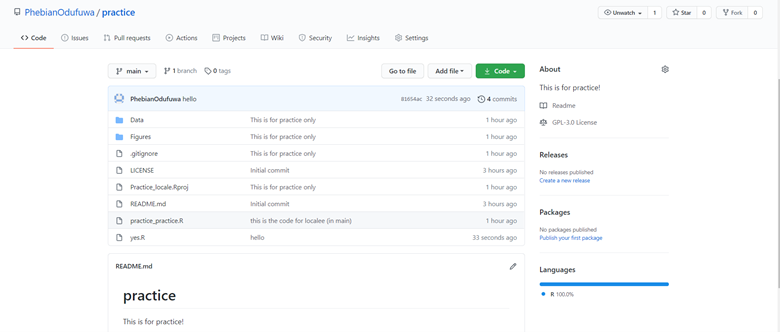 PhebianOdufuwa / practice
Unwatch 1 Star 0 Fork 0
Code Issues Pull requests Actions Projects Wiki Security Insights Settings
main 1 branch 0 tags Go to file Add file Code
PhebianOdufuwa hello 81654ac 32 seconds ago 4 commits
Data This is for practice only 1 hour ago
Figures This is for practice only 1 hour ago
.gitignore This is for practice only 1 hour ago
LICENSE Initial commit 3 hours ago
Practice_locale.Rproj This is for practice only 1 hour ago
README.md Initial commit 3 hours ago
practice_practice.R this is the code for localee (in main) 1 hour ago
yes.R hello 33 seconds ago
README.md
practice
This is for practice!
About
This is for practice!
Readme
GPL-3.0 License
Releases
No releases published
Create a new release
Packages
No packages published
Publish your first package
Languages
R 100.0%